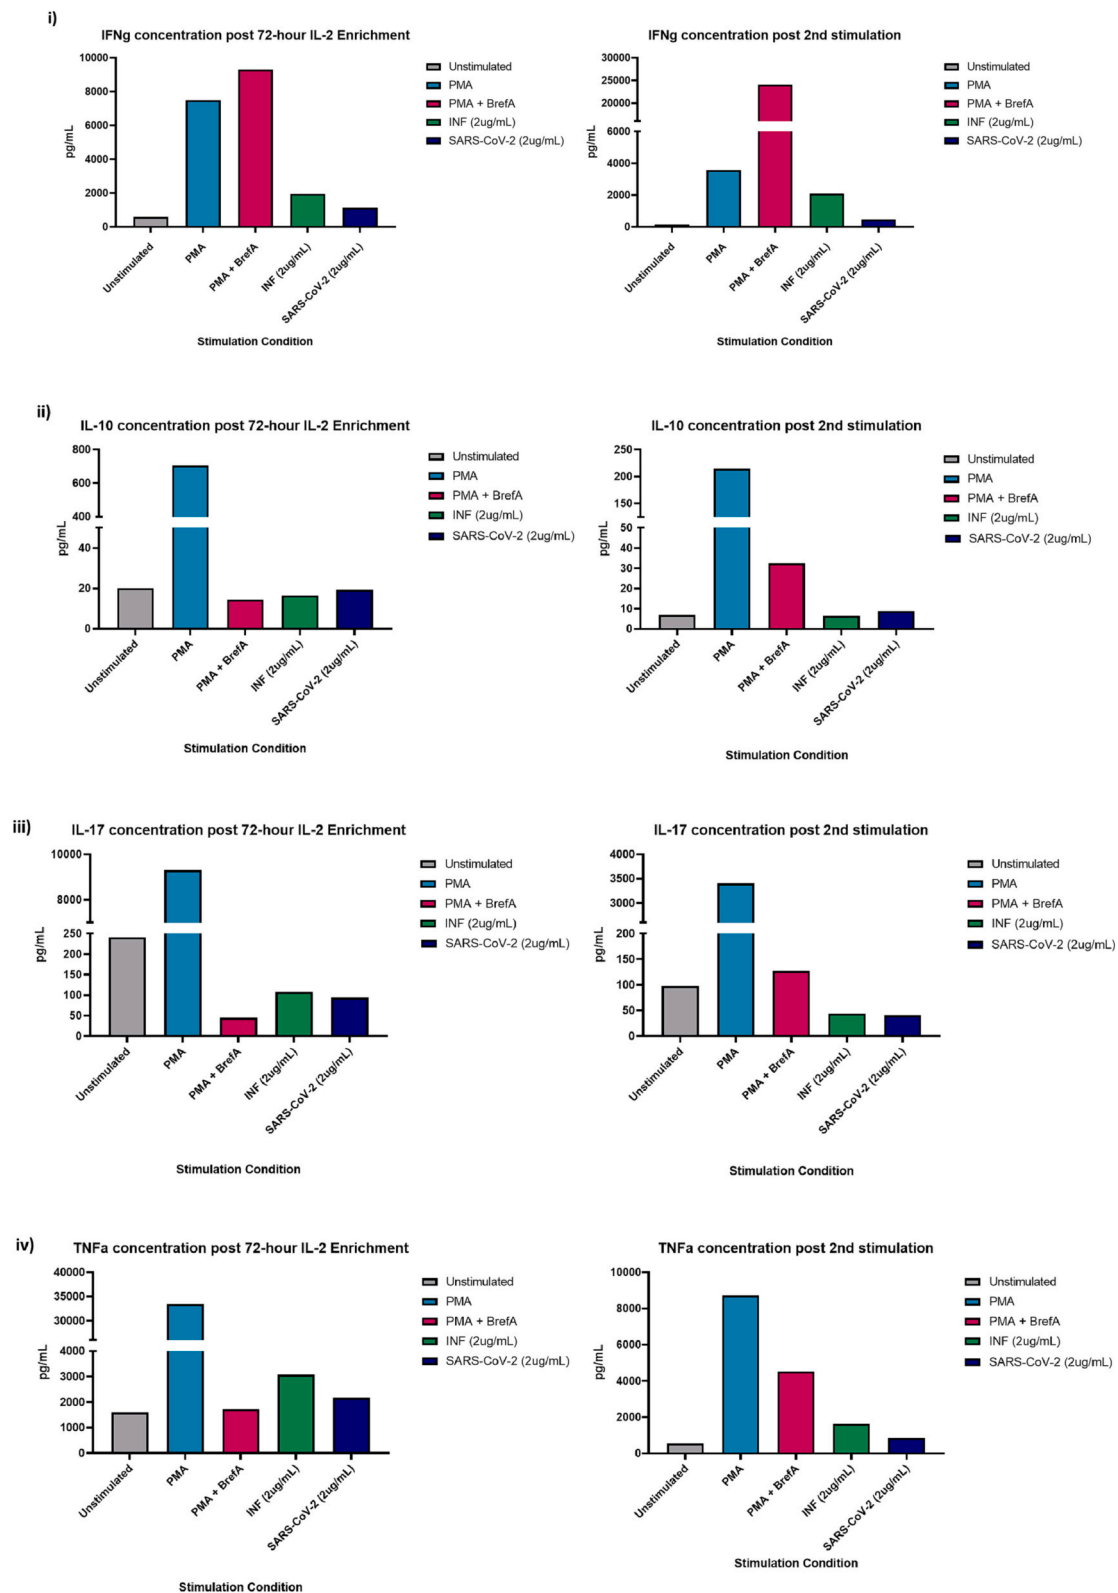 i)
IFNg concentration post 72-hour IL-2 Enrichment
pg/mL
10000
8000
6000
4000
2000
0
Unstimulated
PMA
PMA + BrefA
INF (2ug/mL)
SARS-CoV-2 (2ug/mL)
Stimulation Condition
Unstimulated
PMA
PMA + BrefA
INF (2ug/mL)
SARS-CoV-2 (2ug/mL)
IFNg concentration post 2nd stimulation
pg/mL
30000
25000
20000
6000
4000
2000
0
Unstimulated
PMA
PMA + BrefA
INF (2ug/mL)
SARS-CoV-2 (2ug/mL)
Stimulation Condition
Unstimulated
PMA
PMA + BrefA
INF (2ug/mL)
SARS-CoV-2 (2ug/mL)
ii)
IL-10 concentration post 72-hour IL-2 Enrichment
pg/mL
800
600
400
40
20
0
Unstimulated
PMA
PMA + BrefA
INF (2ug/mL)
SARS-CoV-2 (2ug/mL)
Stimulation Condition
Unstimulated
PMA
PMA + BrefA
INF (2ug/mL)
SARS-CoV-2 (2ug/mL)
IL-10 concentration post 2nd stimulation
pg/mL
250
200
150
50
40
30
20
10
0
Unstimulated
PMA
PMA + BrefA
INF (2ug/mL)
SARS-CoV-2 (2ug/mL)
Stimulation Condition
Unstimulated
PMA
PMA + BrefA
INF (2ug/mL)
SARS-CoV-2 (2ug/mL)
iii)
IL-17 concentration post 72-hour IL-2 Enrichment
pg/mL
10000
8000
250
200
150
100
50
0
Unstimulated
PMA
PMA + BrefA
INF (2ug/mL)
SARS-CoV-2 (2ug/mL)
Stimulation Condition
Unstimulated
PMA
PMA + BrefA
INF (2ug/mL)
SARS-CoV-2 (2ug/mL)
IL-17 concentration post 2nd stimulation
pg/mL
4000
3500
3000
200
150
100
50
0
Unstimulated
PMA
PMA + BrefA
INF (2ug/mL)
SARS-CoV-2 (2ug/mL)
Stimulation Condition
Unstimulated
PMA
PMA + BrefA
INF (2ug/mL)
SARS-CoV-2 (2ug/mL)
iv)
TNFa concentration post 72-hour IL-2 Enrichment
pg/mL
40000
35000
30000
4000
3000
2000
1000
0
Unstimulated
PMA
PMA + BrefA
INF (2ug/mL)
SARS-CoV-2 (2ug/mL)
Stimulation Condition
Unstimulated
PMA
PMA + BrefA
INF (2ug/mL)
SARS-CoV-2 (2ug/mL)
TNFa concentration post 2nd stimulation
pg/mL
10000
8000
6000
4000
2000
0
Unstimulated
PMA
PMA + BrefA
INF (2ug/mL)
SARS-CoV-2 (2ug/mL)
Stimulation Condition
Unstimulated
PMA
PMA + BrefA
INF (2ug/mL)
SARS-CoV-2 (2ug/mL)